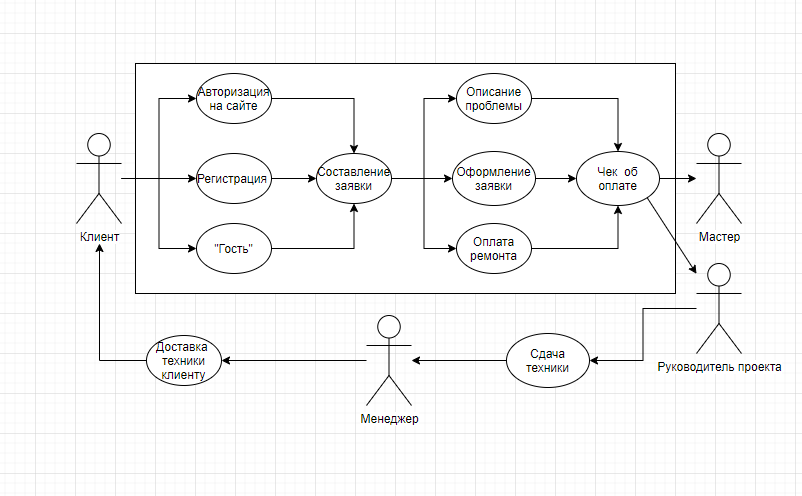 Авторизация
на сайте
Описание
проблемы
Регистрация
Составление
заявки
Оформление
заявки
Чек об
оплате
Клиент
"Гость"
Оплата
ремонта
Мастер
Доставка
техники
клиенту
Сдача
техники
Руководитель проекта
Менеджер